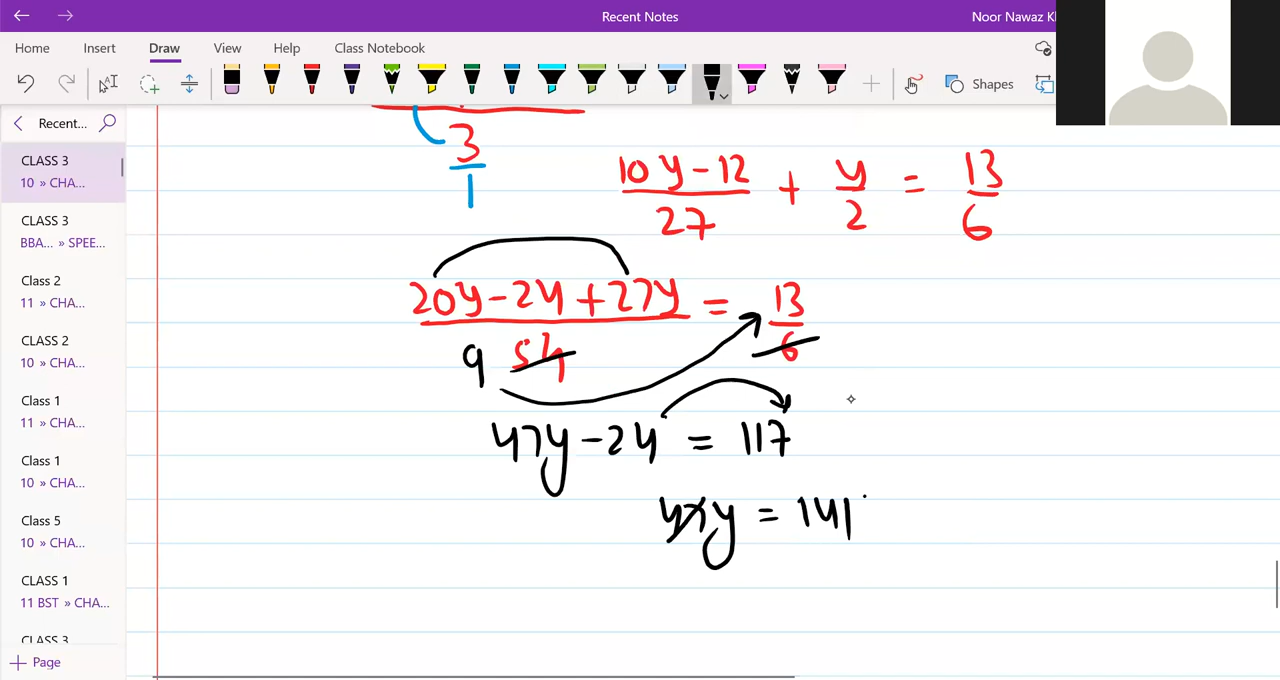 Recent Notes
Noor Nawaz Kh
Home Insert Draw View Help Class Notebook
Shapes
Recent...
CLASS 3
10 » CHA...
CLASS 3
BBA... » SPEE...
Class 2
11 » CHA...
CLASS 2
10 » CHA...
Class 1
11 » CHA...
Class 1
10 » CHA...
Class 5
10 » CHA...
CLASS 1
11 BST » CHA...
CLASS 3
Page
3/1
10y-12/27 + y/2 = 13/6
20y-24+27y/54 = 13/6
9
47y-24 = 117
47y = 141